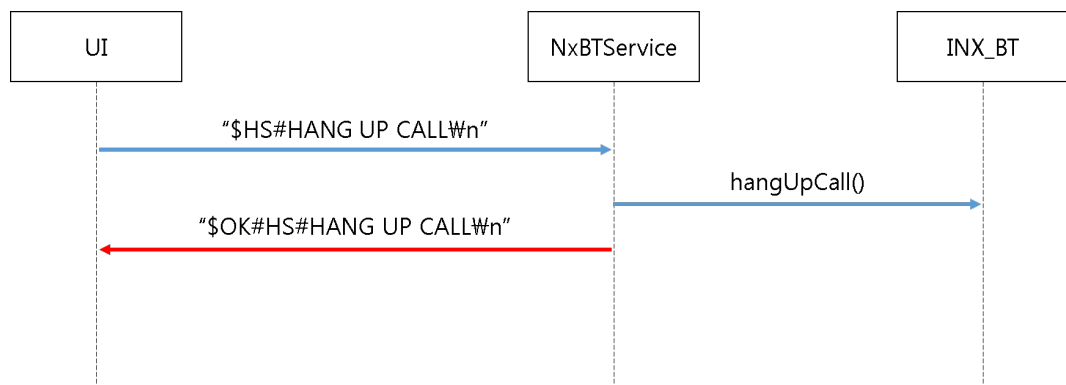 UI
NxBTService
INX_BT
“$HS#HANG UP CALL₩n”
hangUpCall()
“$OK#HS#HANG UP CALL₩n”